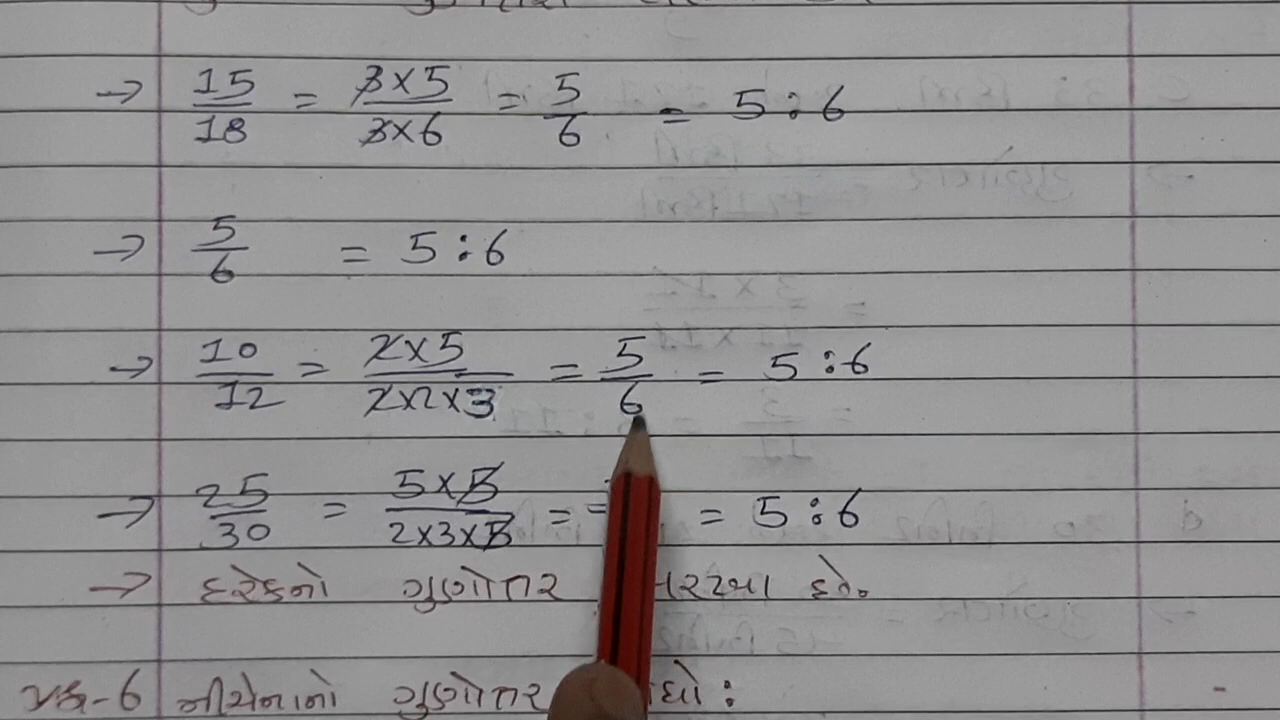 → 15/18 = 3×5/3×6 = 5/6 = 5:6
→ 5/6 = 5:6
→ 10/12 = 2×5/2×2×3 = 5/6 = 5:6
→ 25/30 = 5×5/2×3×5 = = 5:6
→ દરેકનો ગુણોતર
-6 નીચેનાનો ગુણોતર :